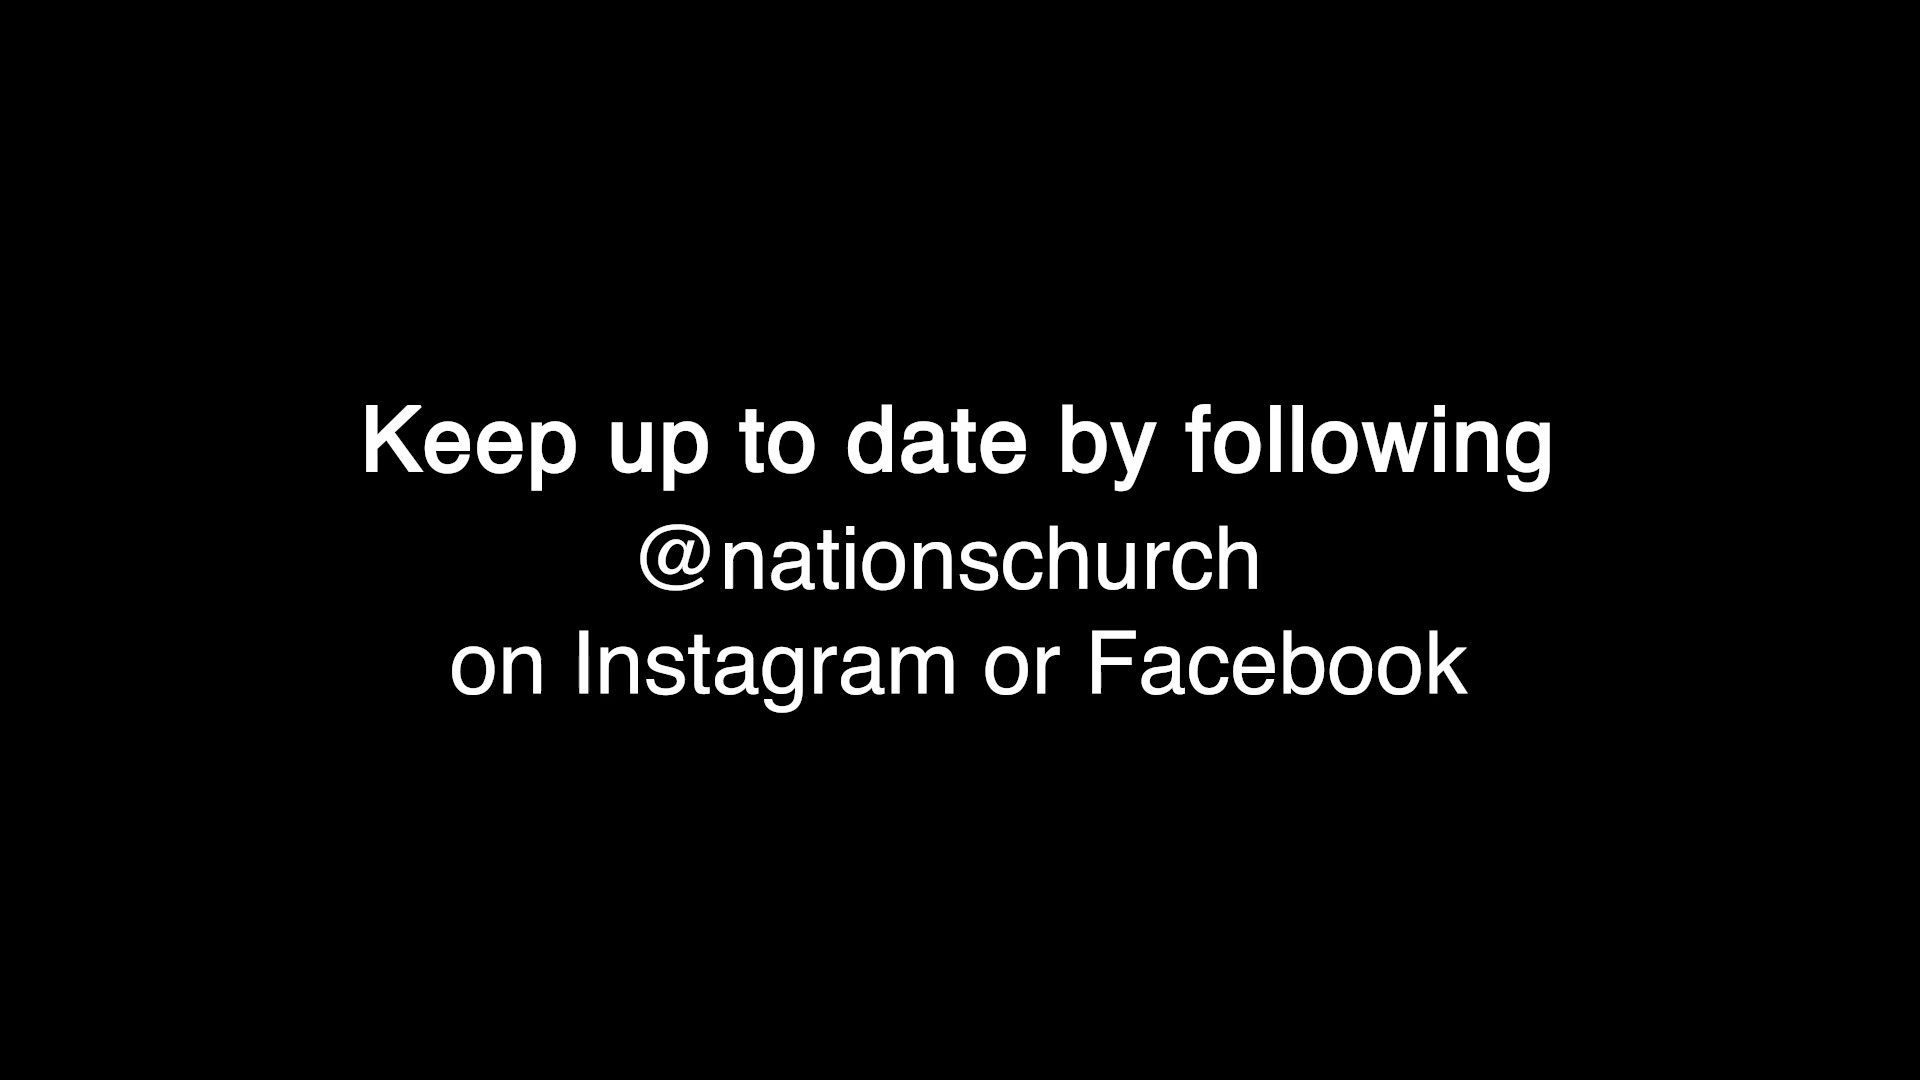 Keep up to date by following
@nationschurch
on Instagram or Facebook